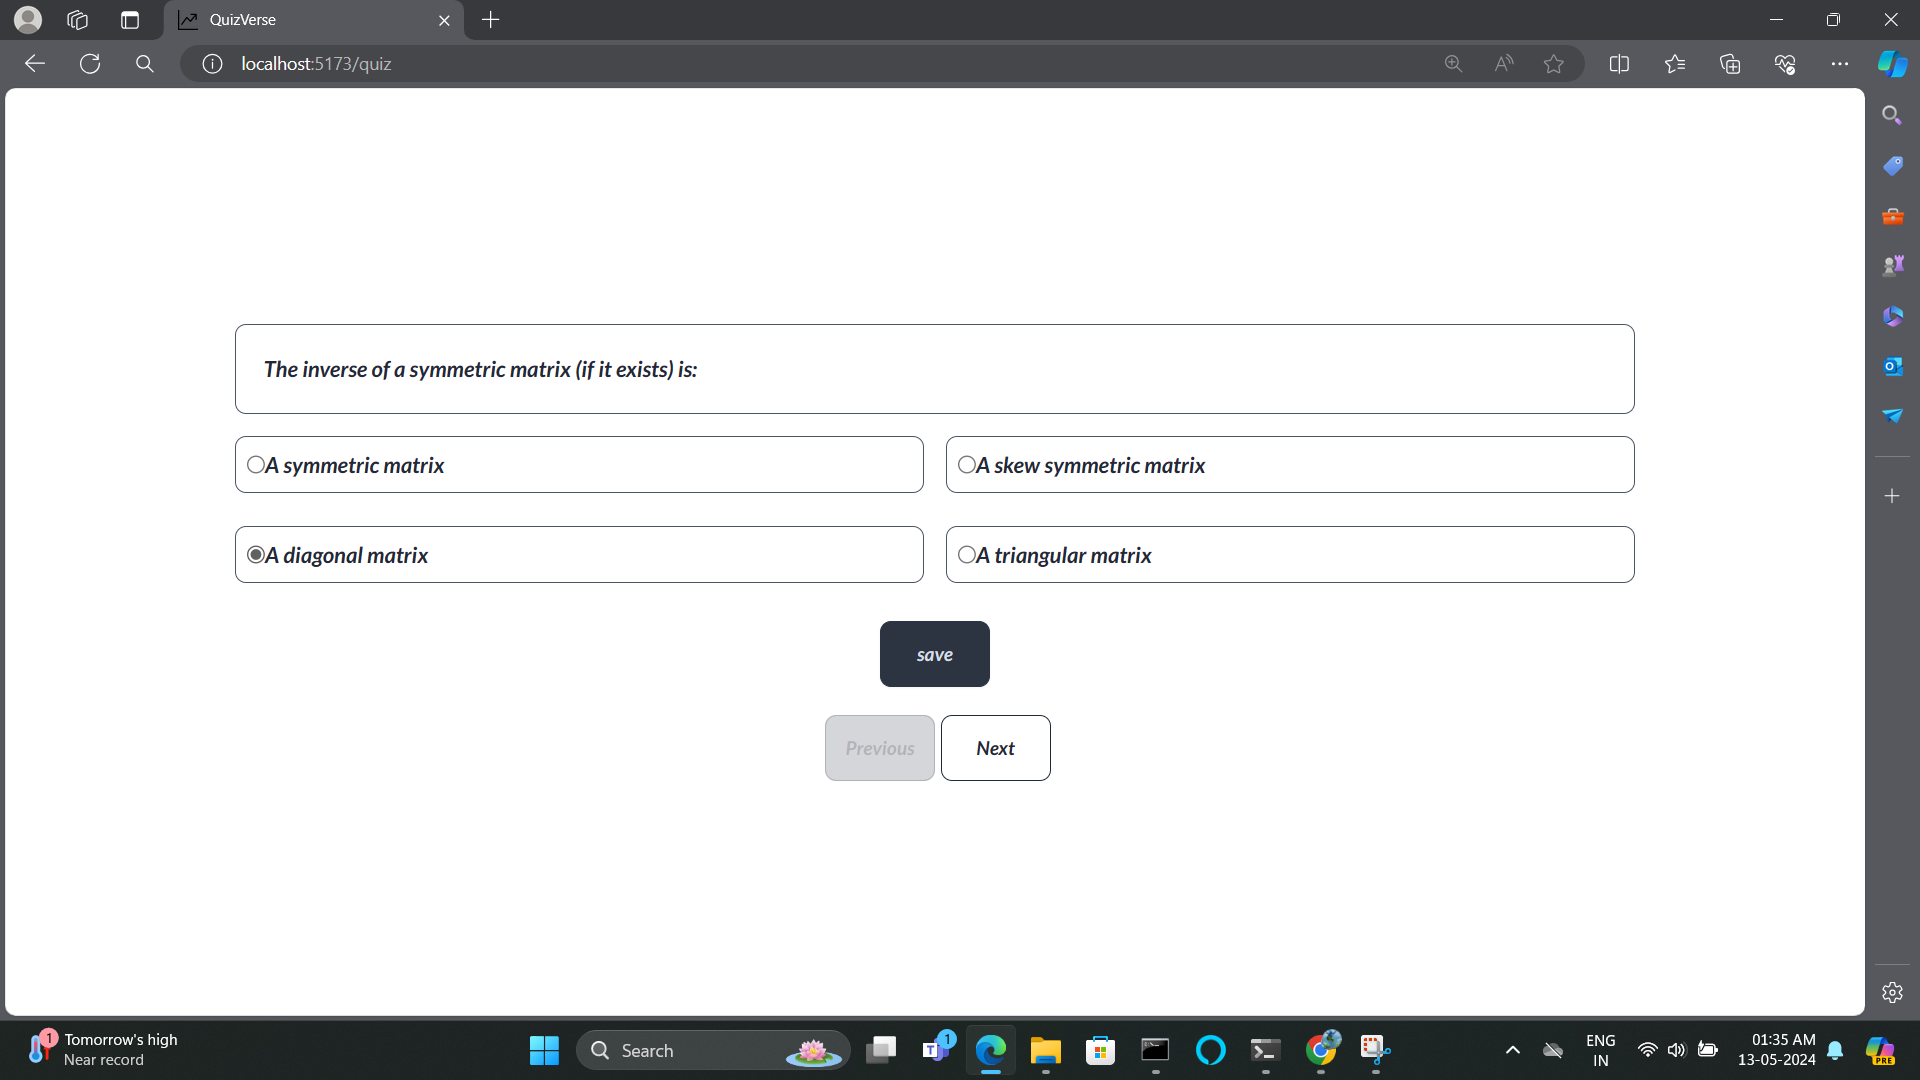 QuizVerse
localhost:5173/quiz
The inverse of a symmetric matrix (if it exists) is:
A symmetric matrix
A skew symmetric matrix
A diagonal matrix
A triangular matrix
save
Previous
Next
1
Tomorrow's high
Near record
Search
1
ENG
IN
01:35 AM
13-05-2024
PRE